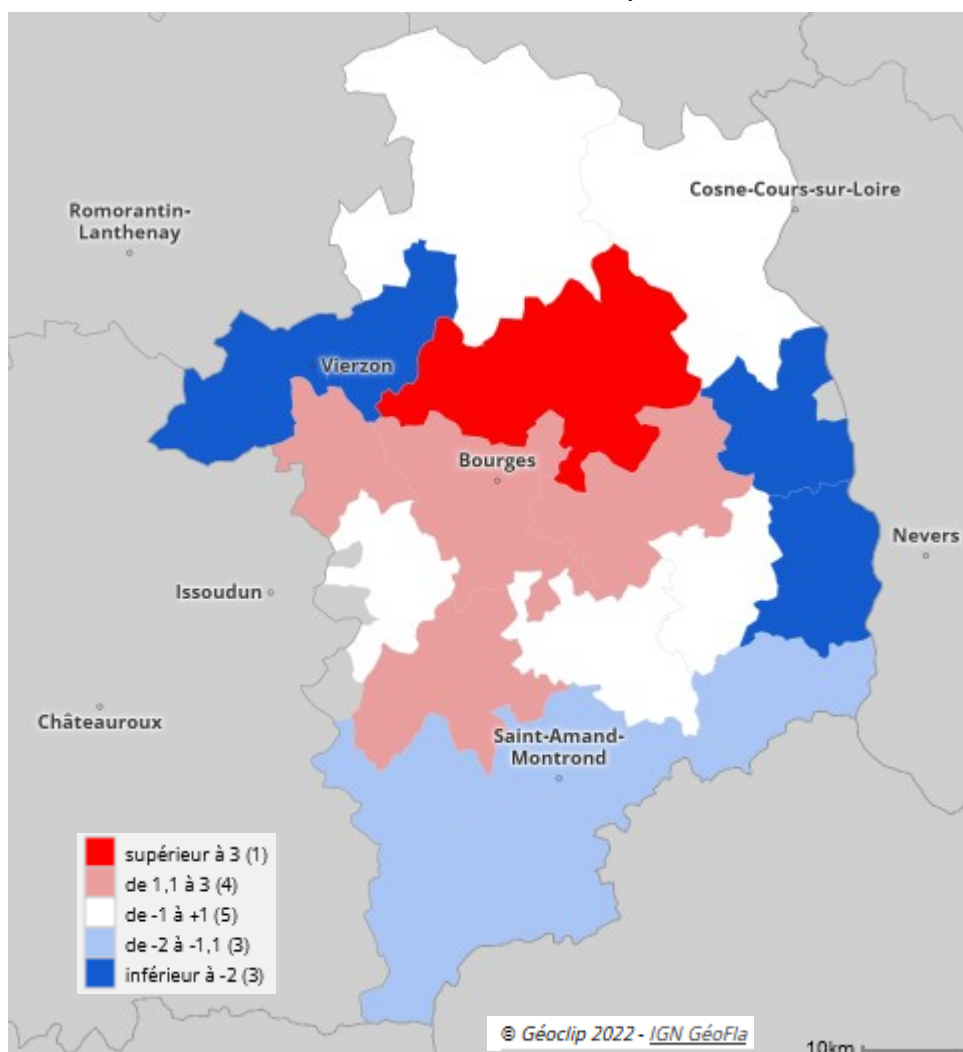 Cosne-Cours-sur-Loire
Romorantin-
Lanthenay
Vierzon
Bourges
Nevers
Issoudun
Châteauroux
Saint-Amand-
Montrond
supérieur à 3 (1)
de 1,1 à 3 (4)
de -1 à +1 (5)
de -2 à -1,1 (3)
inférieur à -2 (3)
© Géoclip 2022 - IGN GéoFla
10km